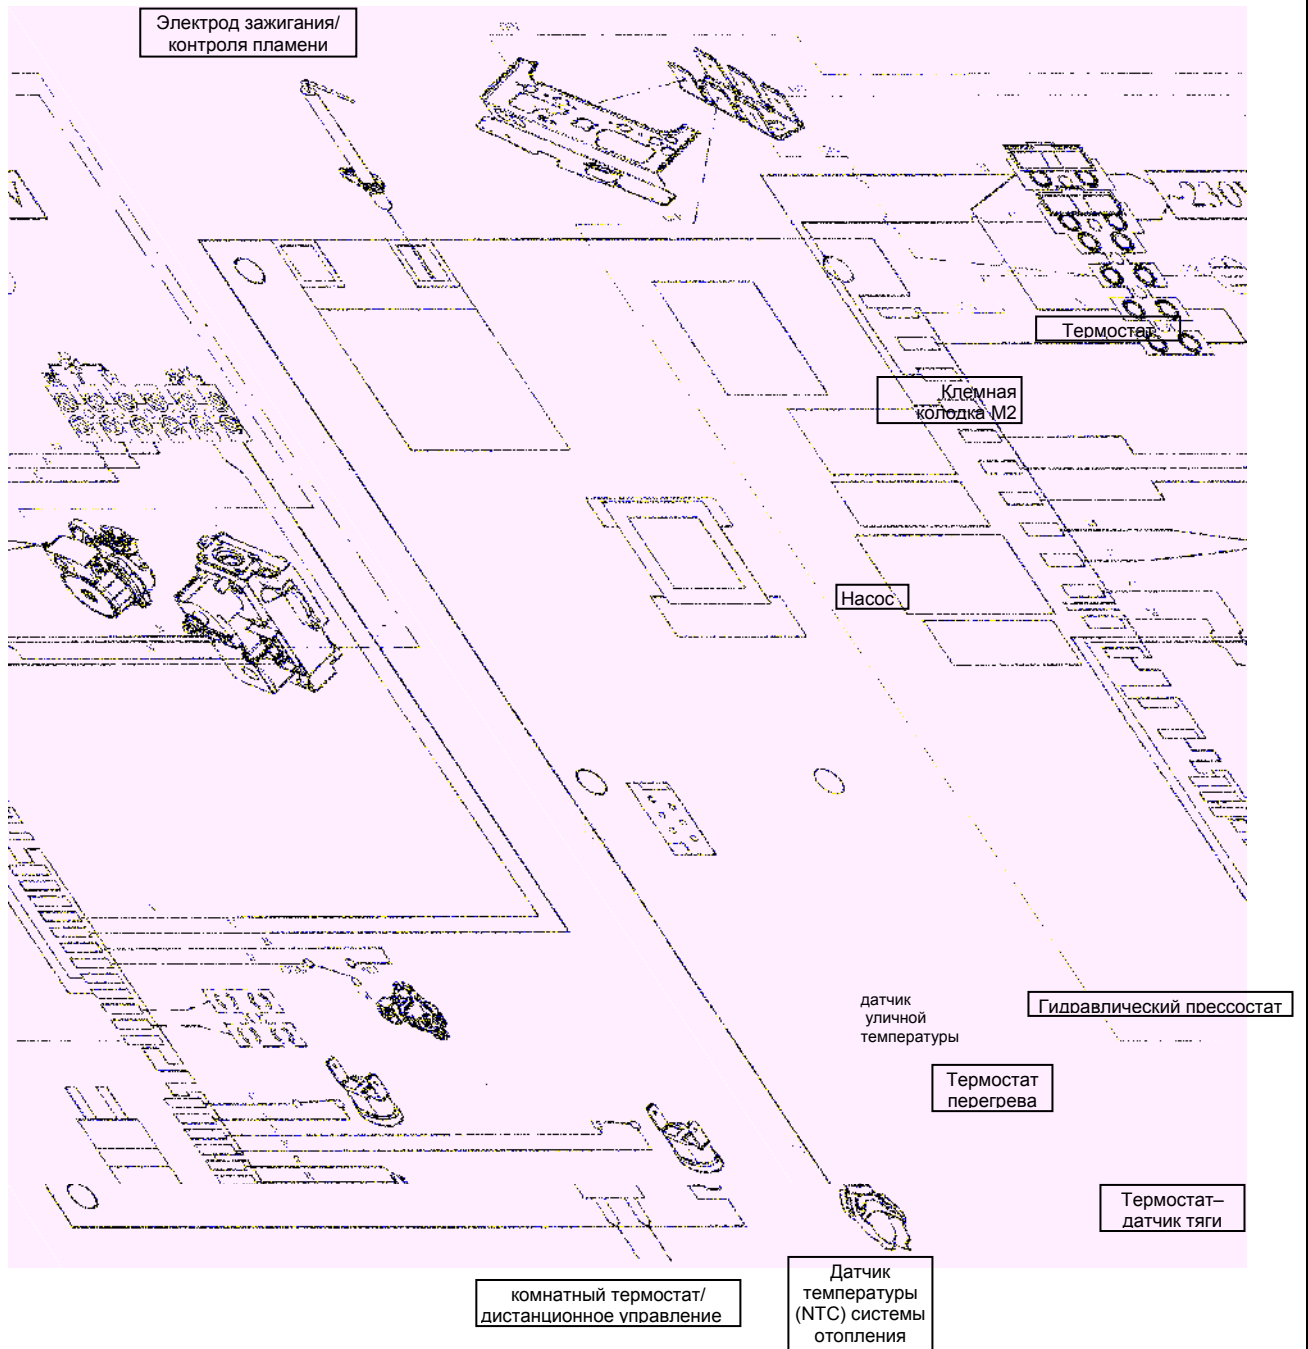 Электрод зажигания/
контроля пламени
~230V
V
Термостат
Клемная
колодка М2
Насос
датчик
уличной
температуры
Гидравлический прессостат
Термостат
перегрева
Термостат–
датчик тяги
комнатный термостат/
дистанционное управление
Датчик
температуры
(NTC) системы
отопления